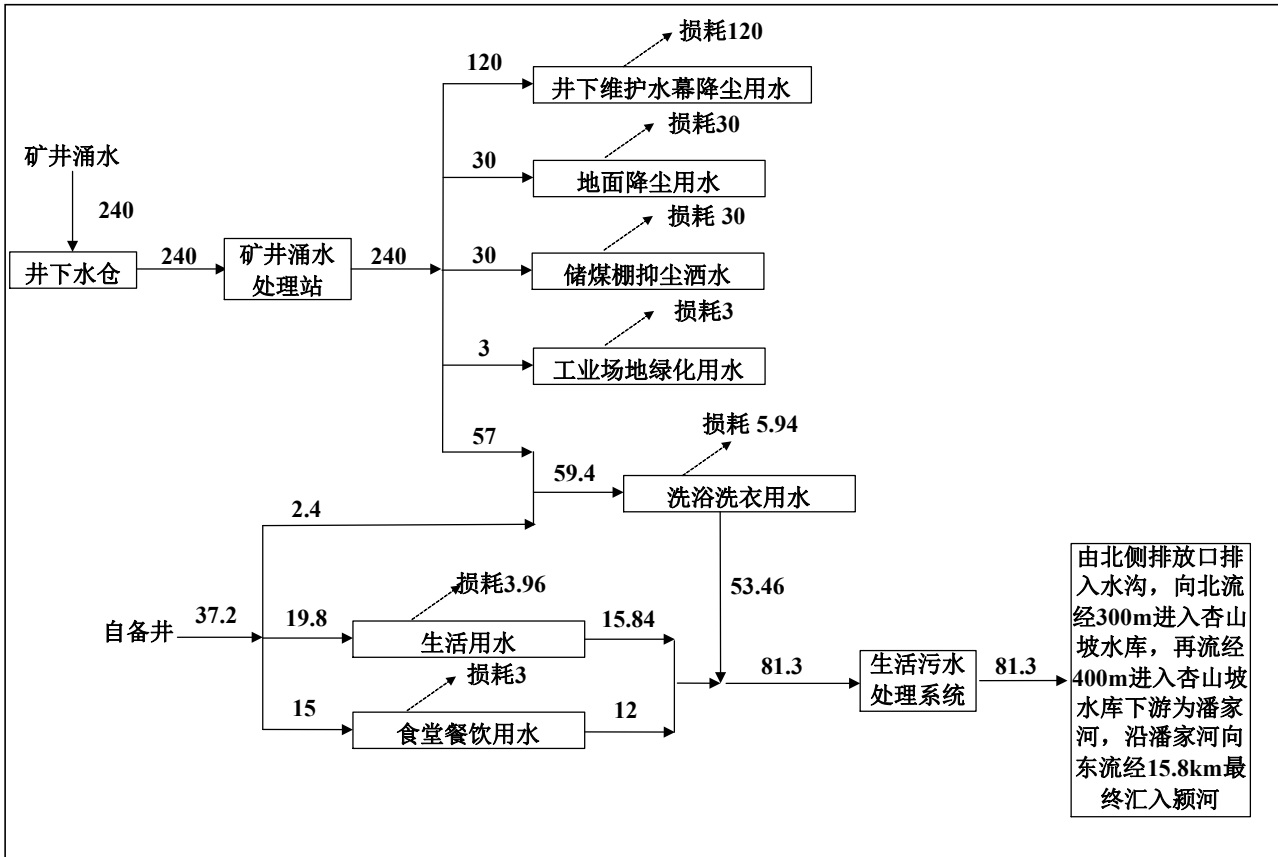 损耗120
120
井下维护水幕降尘用水
损耗30
矿井涌水
30
地面降尘用水
240
损耗 30
井下水仓
240
矿井涌水
处理站
240
30
储煤棚抑尘洒水
损耗3
3
工业场地绿化用水
57
损耗 5.94
59.4
洗浴洗衣用水
2.4
53.46
自备井
37.2
损耗3.96
19.8
生活用水
15.84
损耗3
15
食堂餐饮用水
12
81.3
生活污水
处理系统
81.3
由北侧排放口排
入水沟，向北流
经300m进入杏山
坡水库，再流经
400m进入杏山坡
水库下游为潘家
河，沿潘家河向
东流经15.8km最
终汇入颍河